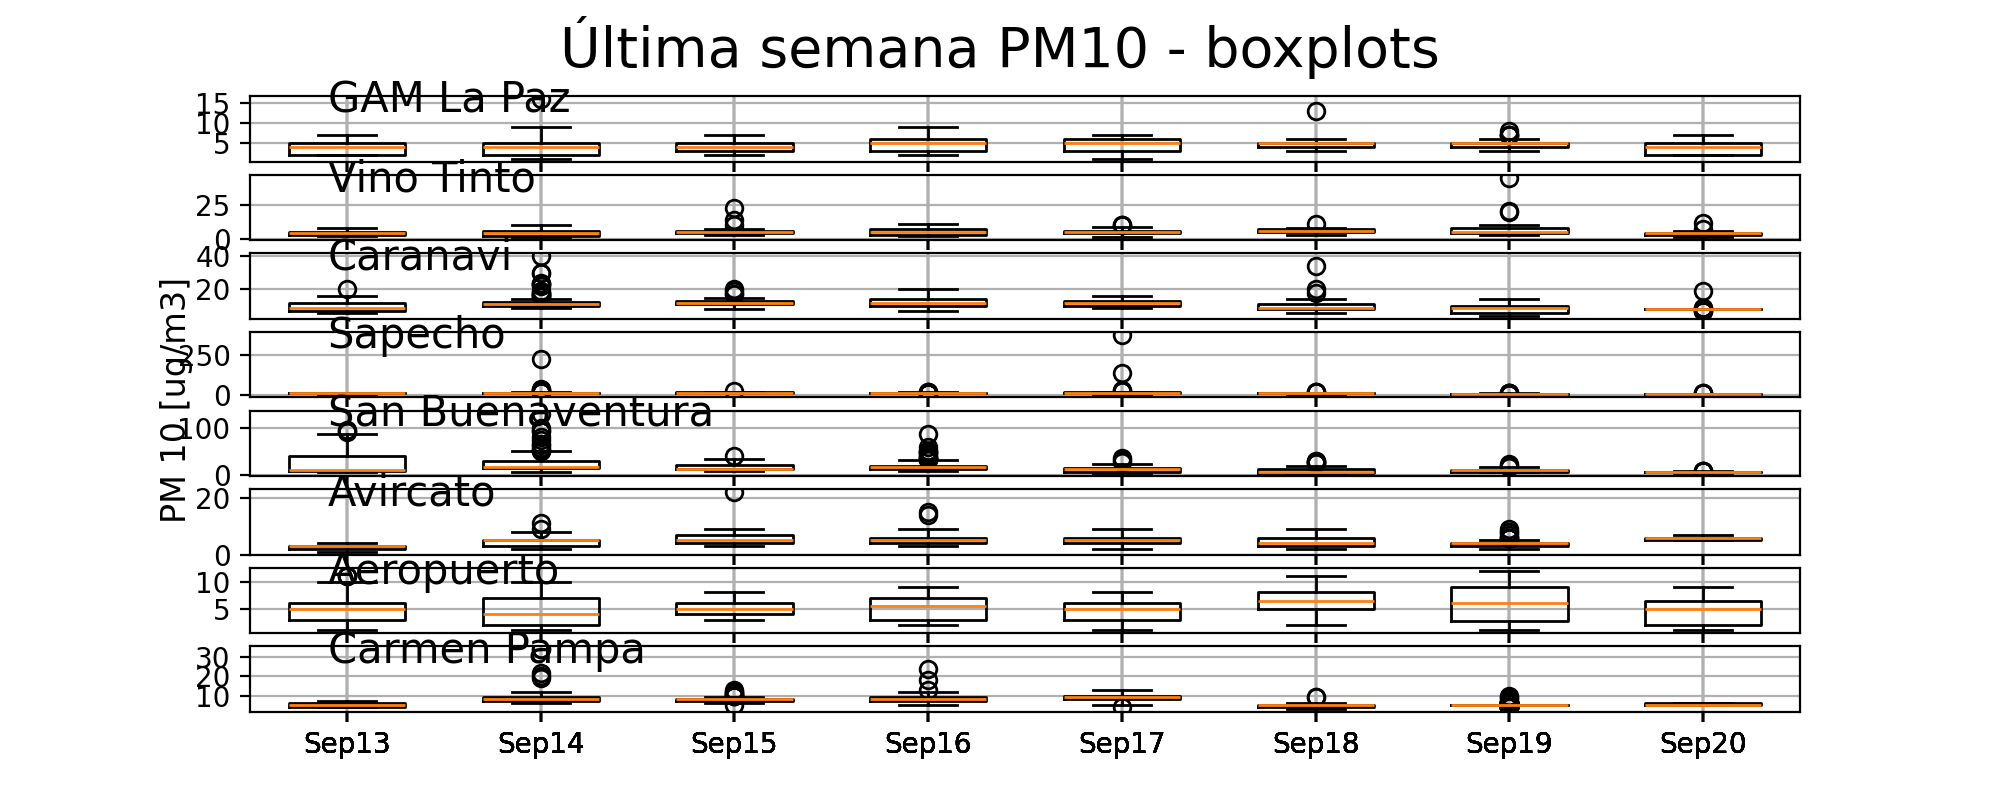 Última semana PM10 - boxplots
GAM La Paz
15
10
5
Vino Tinto
25
0
Caranavi
40
20
Sapecho
250
0
PM 10 [ug/m3]
San Buenaventura
100
0
Avircato
20
0
Aeropuerto
10
5
Carmen Pampa
30
20
10
Sep13 Sep14 Sep15 Sep16 Sep17 Sep18 Sep19 Sep20